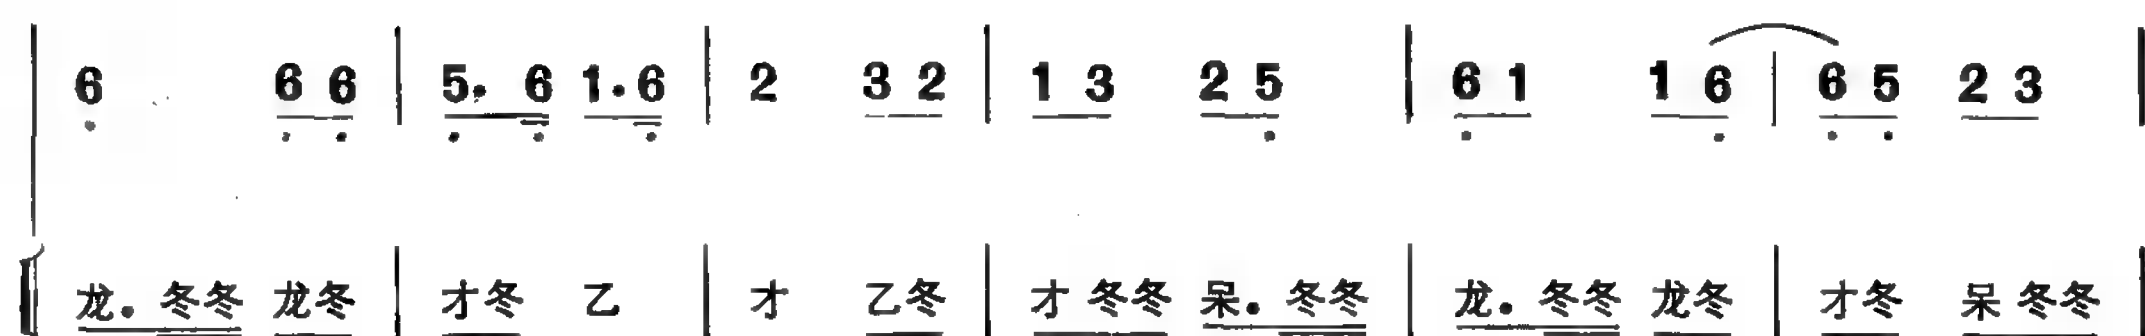 6 6 6 | 5. 6 1.6 | 2 3 2 | 1 3 2 5 | 6 1 1 6 | 6 5 2 3 |
龙. 冬冬 龙冬 | 才冬 乙 | 才 乙冬 | 才 冬冬 呆. 冬冬 | 龙. 冬冬 龙冬 | 才冬 呆 冬冬 |